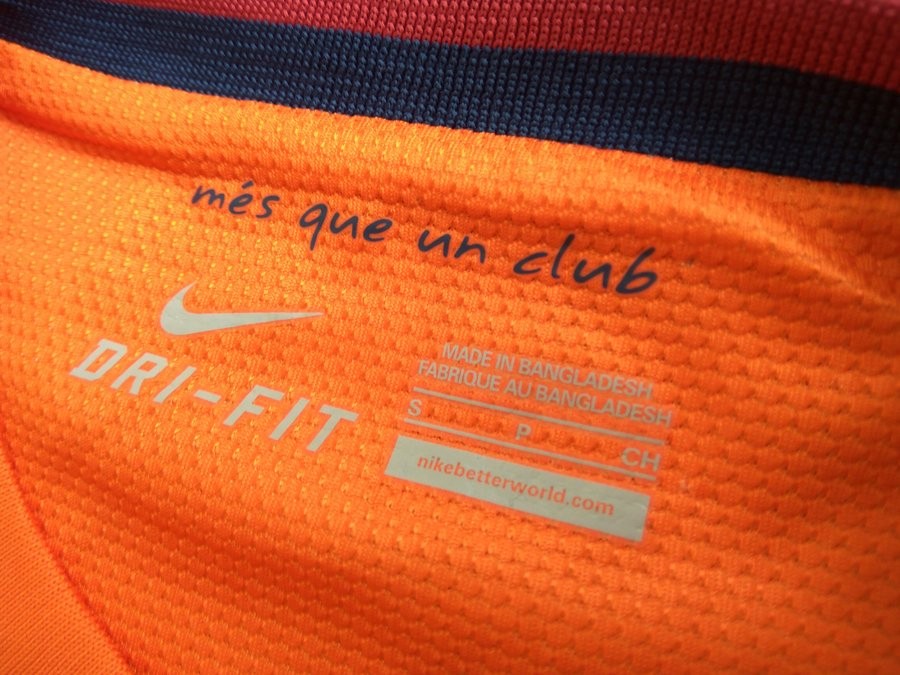 més que un club
DRI-FIT
MADE IN BANGLADESH
FABRIQUE AU BANGLADESH
S P CH
nikebetterworld.com